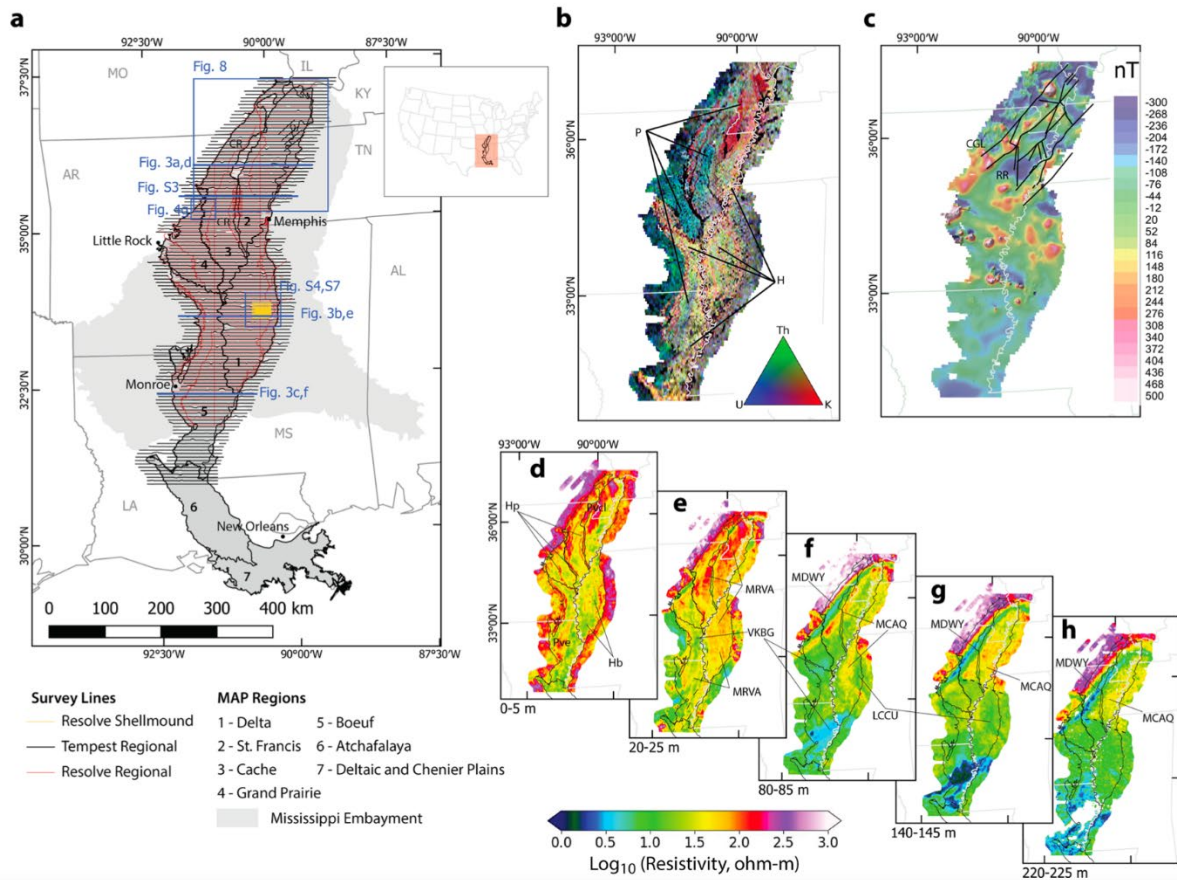 a
92°30'W
90°00'W
87°30'W
37°30'N
35°00'N
32°30'N
30°00'N
MO
Fig. 8
IL
KY
TN
CR
AR
Fig. 3a,d
Fig. S3
2
Memphis
Little Rock
3
4
AL
Fig. S4,S7
Fig. 3b,e
1
Monroe
Fig. 3c,f
5
MS
LA
6
New Orleans
7
0 100 200 300 400 km
92°30'W
90°00'W
87°30'W
b
93°00'W
90°00'W
36°00'N
33°00'N
P
H
Th
U
K
c
93°00'W
90°00'W
36°00'N
33°00'N
CGL
RR
nT
-300
-268
-236
-204
-172
-140
-108
-76
-44
-12
20
52
84
116
148
180
212
244
276
308
340
372
404
436
468
500
93°00'W
90°00'W
36°00'N
33°00'N
d
Hp
Pvl
Pve
Hb
0-5 m
e
MRVA
VKBG
MRVA
20-25 m
f
MDWY
MCAQ
LCCU
80-85 m
g
MDWY
MCAQ
140-145 m
h
MDWY
MCAQ
220-225 m
Survey Lines
Resolve Shellmound
Tempest Regional
Resolve Regional
MAP Regions
1 - Delta
2 - St. Francis
3 - Cache
4 - Grand Prairie
5 - Boeuf
6 - Atchafalaya
7 - Deltaic and Chenier Plains
Mississippi Embayment
0.0 0.5 1.0 1.5 2.0 2.5 3.0
Log10 (Resistivity, ohm-m)